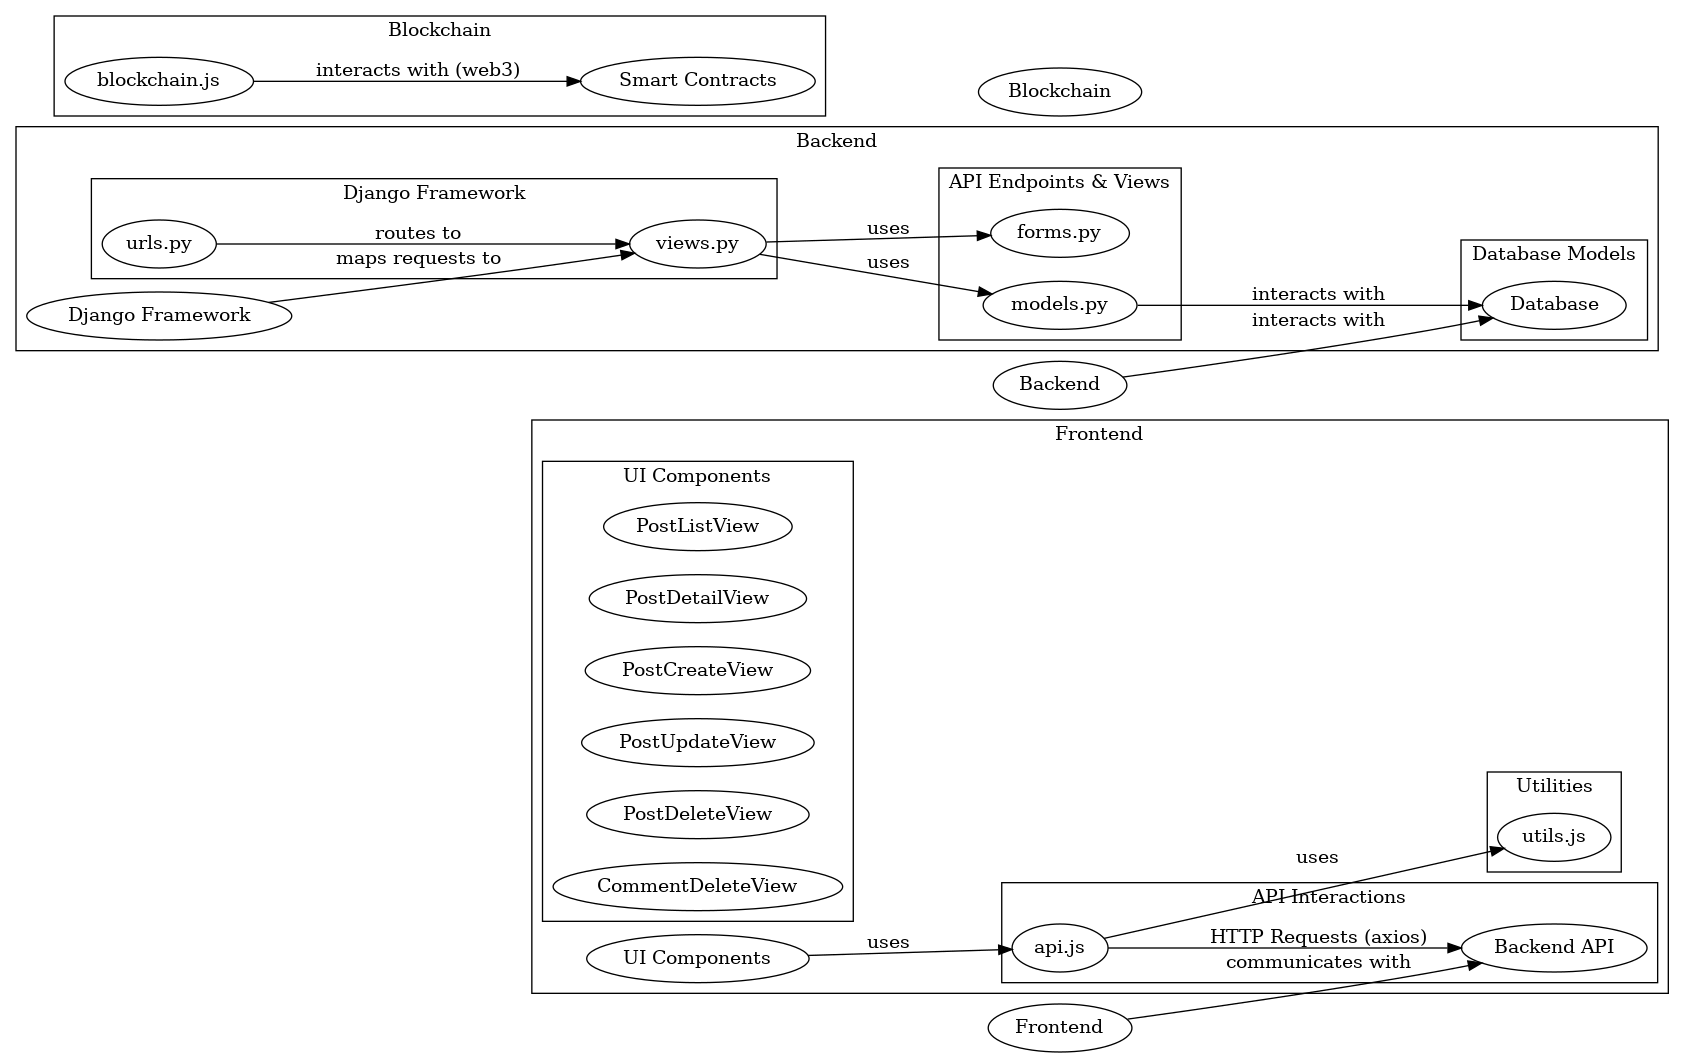 Blockchain
blockchain.js
interacts with (web3)
Smart Contracts
Blockchain
Backend
Django Framework
urls.py
routes to
views.py
maps requests to
Django Framework
uses
uses
API Endpoints & Views
forms.py
models.py
interacts with
interacts with
Database Models
Database
Backend
Frontend
UI Components
PostListView
PostDetailView
PostCreateView
PostUpdateView
PostDeleteView
CommentDeleteView
UI Components
uses
Utilities
utils.js
uses
API Interactions
api.js
HTTP Requests (axios)
communicates with
Backend API
Frontend